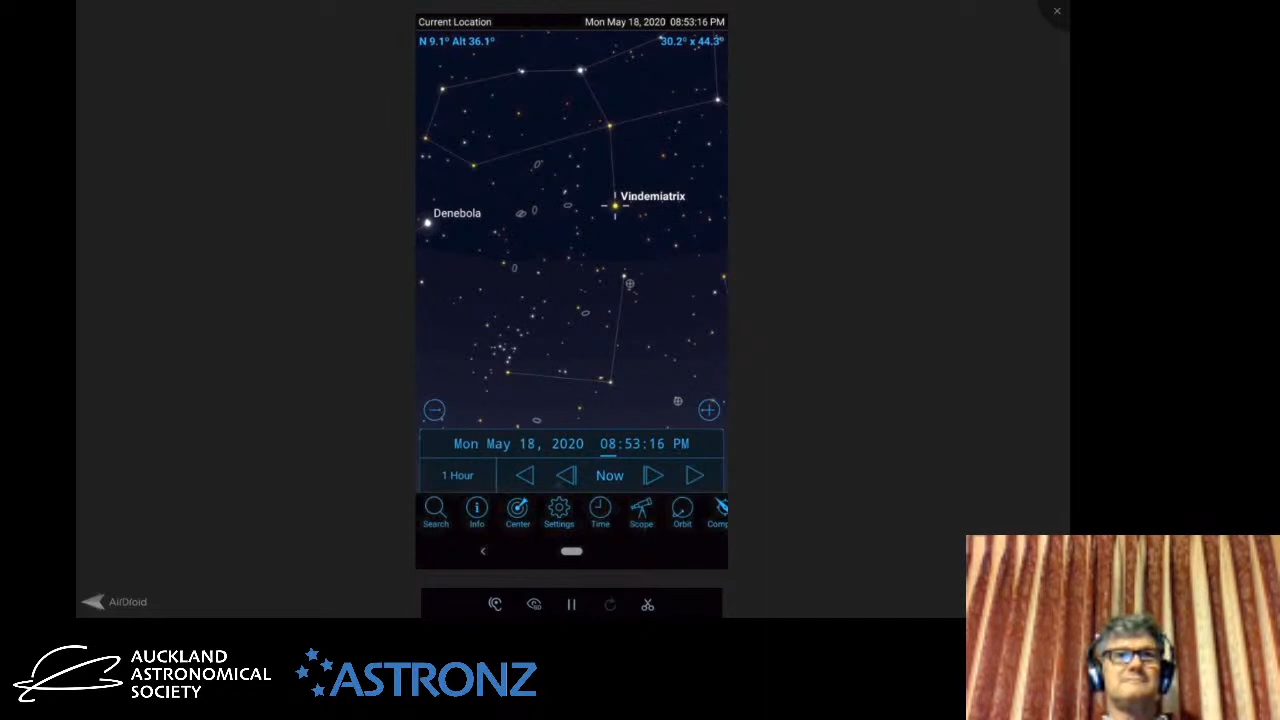 Current Location
Mon May 18, 2020 08:53:16 PM
N 9.1° Alt 36.1°
30.2° x 44.3°
Vindemiatrix
Denebola
Mon May 18, 2020 08:53:16 PM
1 Hour
Now
Search
Info
Center
Settings
Time
Scope
Orbit
Comp
AirDroid
AUCKLAND
ASTRONOMICAL
SOCIETY
ASTRONZ